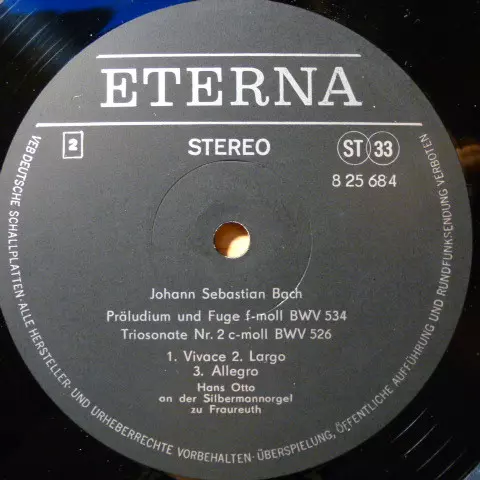 ETERNA
2
STEREO
ST 33
8 25 684
Johann Sebastian Bach
Präludium und Fuge f-moll BWV 534
Triosonate Nr. 2 c-moll BWV 526
1. Vivace 2. Largo
3. Allegro
Hans Otto
an der Silbermannorgel
zu Fraureuth
VEB DEUTSCHE SCHALLPLATTEN · ALLE HERSTELLER- UND URHEBERRECHTE VORBEHALTEN · ÜBERSPIELUNG, ÖFFENTLICHE AUFFÜHRUNG UND RUNDFUNKSENDUNG VERBOTEN